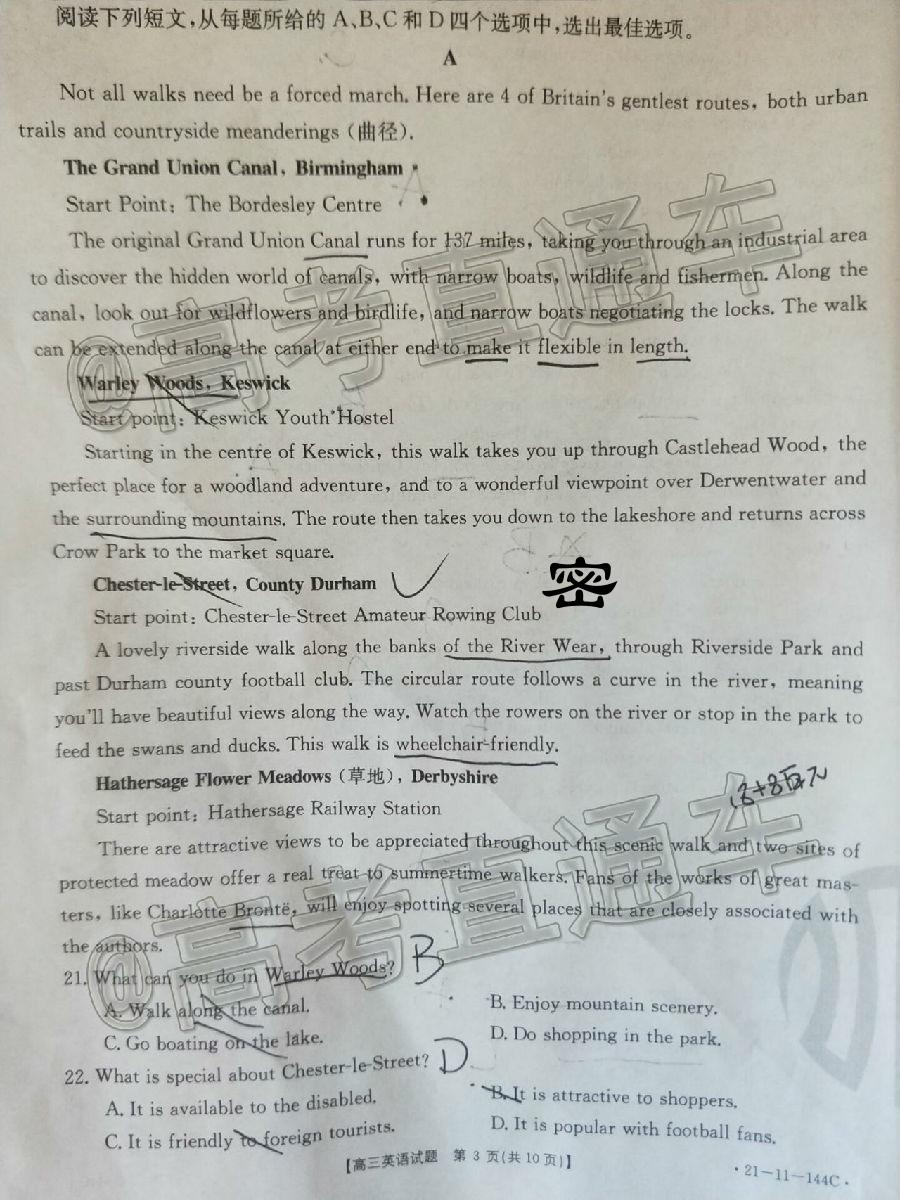 阅读下列短文,从每题所给的 A、B、C 和 D 四个选项中,选出最佳选项。
A
Not all walks need be a forced march. Here are 4 of Britain's gentlest routes, both urban
trails and countryside meanderings (曲径).
The Grand Union Canal, Birmingham
Start Point: The Bordesley Centre
The original Grand Union Canal runs for 137 miles, taking you through an industrial area
to discover the hidden world of canals, with narrow boats, wildlife and fishermen. Along the
canal, look out for wildflowers and birdlife, and narrow boats negotiating the locks. The walk
can be extended along the canal at either end to make it flexible in length.
Warley Woods, Keswick
Start point: Keswick Youth Hostel
Starting in the centre of Keswick, this walk takes you up through Castlehead Wood, the
perfect place for a woodland adventure, and to a wonderful viewpoint over Derwentwater and
the surrounding mountains. The route then takes you down to the lakeshore and returns across
Crow Park to the market square.
Chester-le-Street, County Durham
密
Start point: Chester-le-Street Amateur Rowing Club
A lovely riverside walk along the banks of the River Wear, through Riverside Park and
past Durham county football club. The circular route follows a curve in the river, meaning
you'll have beautiful views along the way. Watch the rowers on the river or stop in the park to
feed the swans and ducks. This walk is wheelchair-friendly.
Hathersage Flower Meadows (草地), Derbyshire
Start point: Hathersage Railway Station
There are attractive views to be appreciated throughout this scenic walk and two sites of
protected meadow offer a real treat to summertime walkers. Fans of the works of great mas-
ters, like Charlotte Brontë, will enjoy spotting several places that are closely associated with
the authors.
21. What can you do in Warley Woods? B
A. Walk along the canal. B. Enjoy mountain scenery.
C. Go boating on the lake. D. Do shopping in the park.
22. What is special about Chester-le-Street? D
A. It is available to the disabled. B. It is attractive to shoppers.
C. It is friendly to foreign tourists. D. It is popular with football fans.
【高三英语试题 第 3 页(共 10 页)】
·21-11-144C·
@高考直通车
@高考直通车